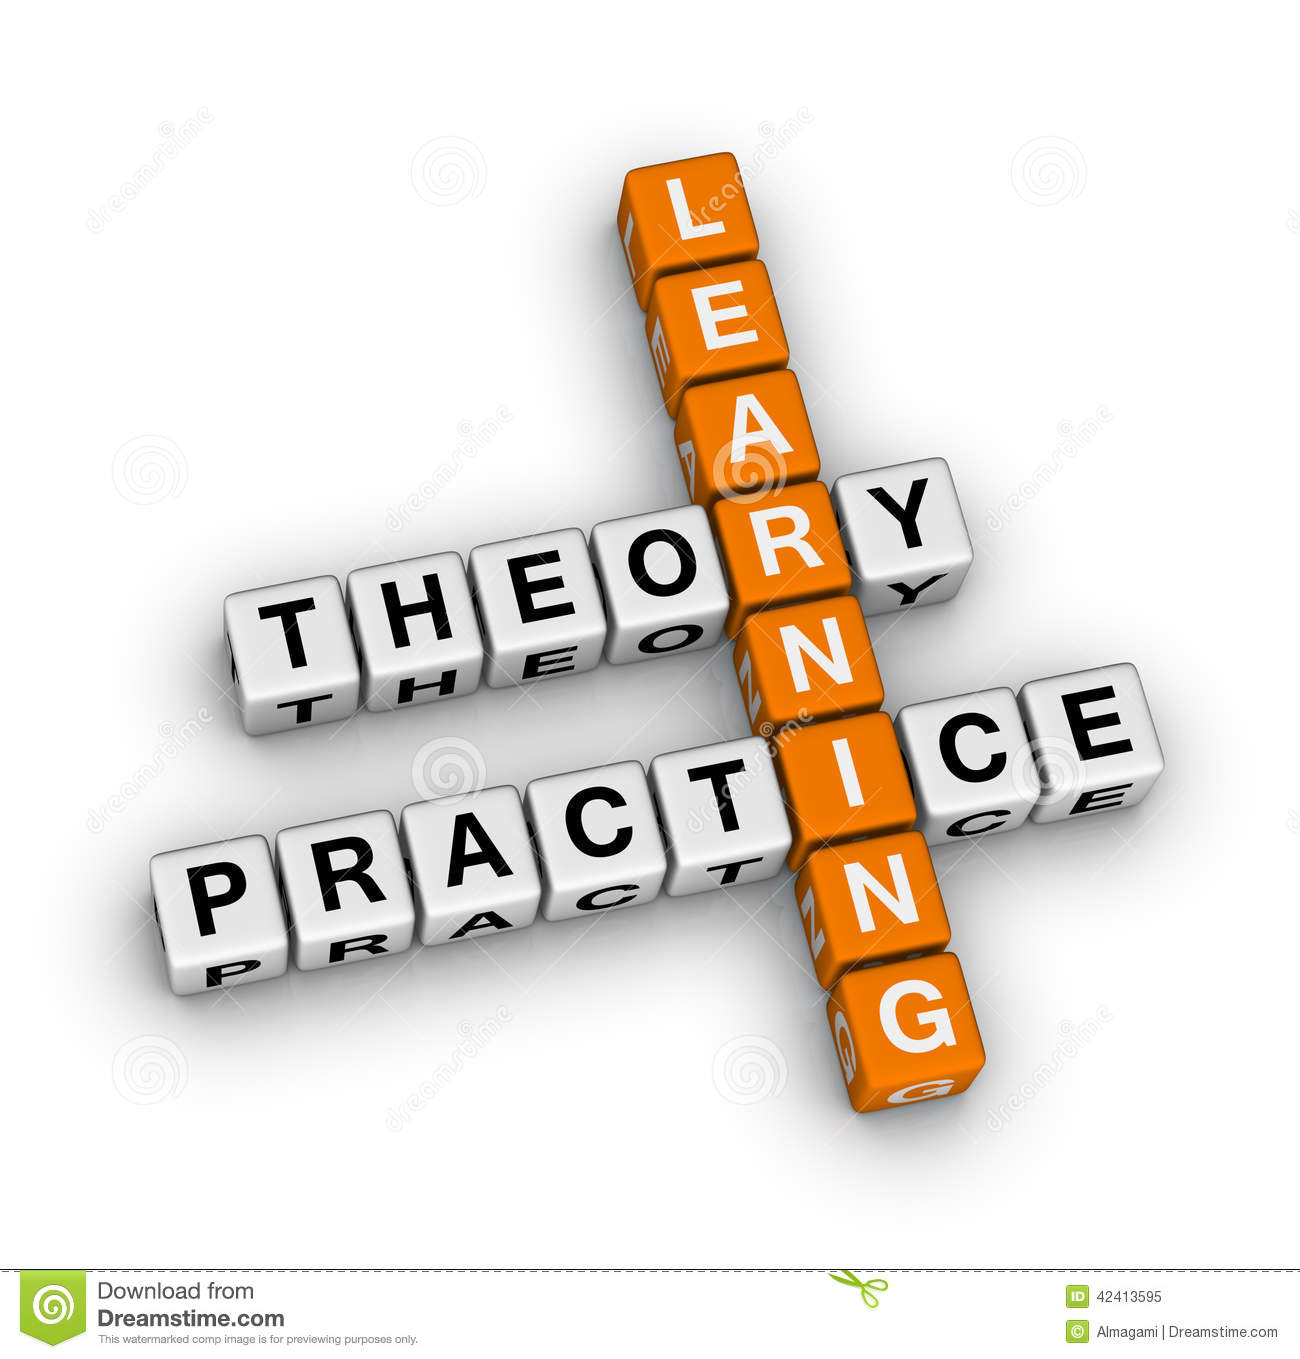 LEARNING
THEORY
PRACTICE
Download from
Dreamstime.com
This watermarked comp image is for previewing purposes only.
ID 42413595
© Almagami | Dreamstime.com